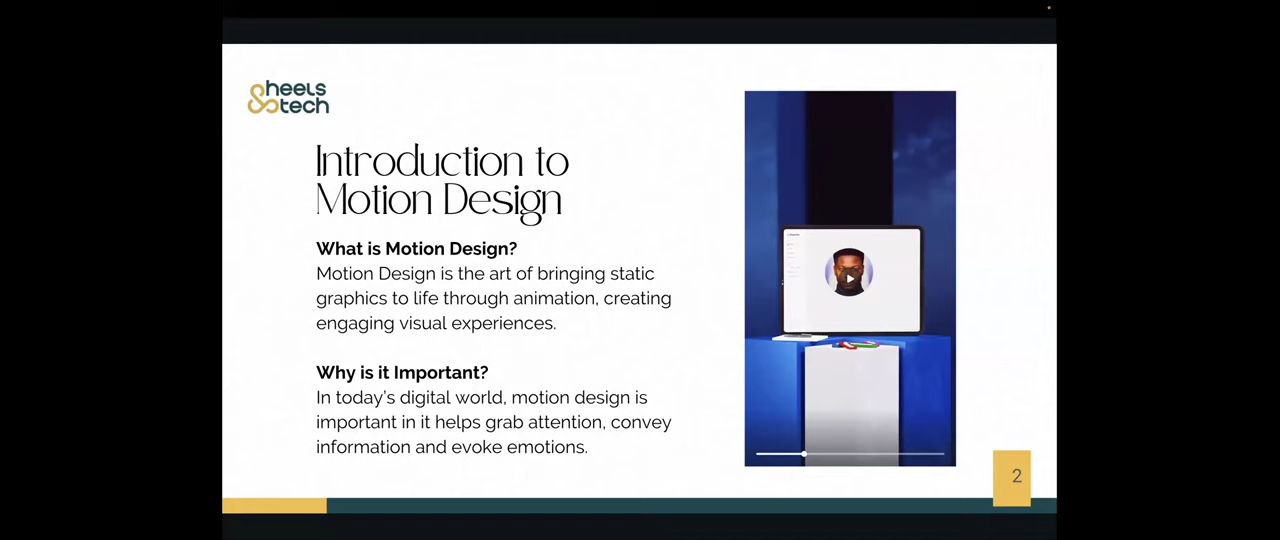 heels
&tech
Introduction to
Motion Design
What is Motion Design?
Motion Design is the art of bringing static
graphics to life through animation, creating
engaging visual experiences.
Why is it Important?
In today's digital world, motion design is
important in it helps grab attention, convey
information and evoke emotions.
2